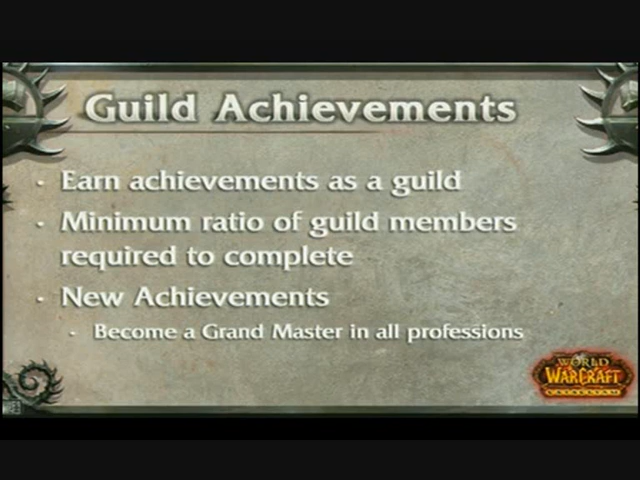 Guild Achievements
· Earn achievements as a guild
· Minimum ratio of guild members
required to complete
· New Achievements
· Become a Grand Master in all professions
WORLD
WARCRAFT
CATACLYSM